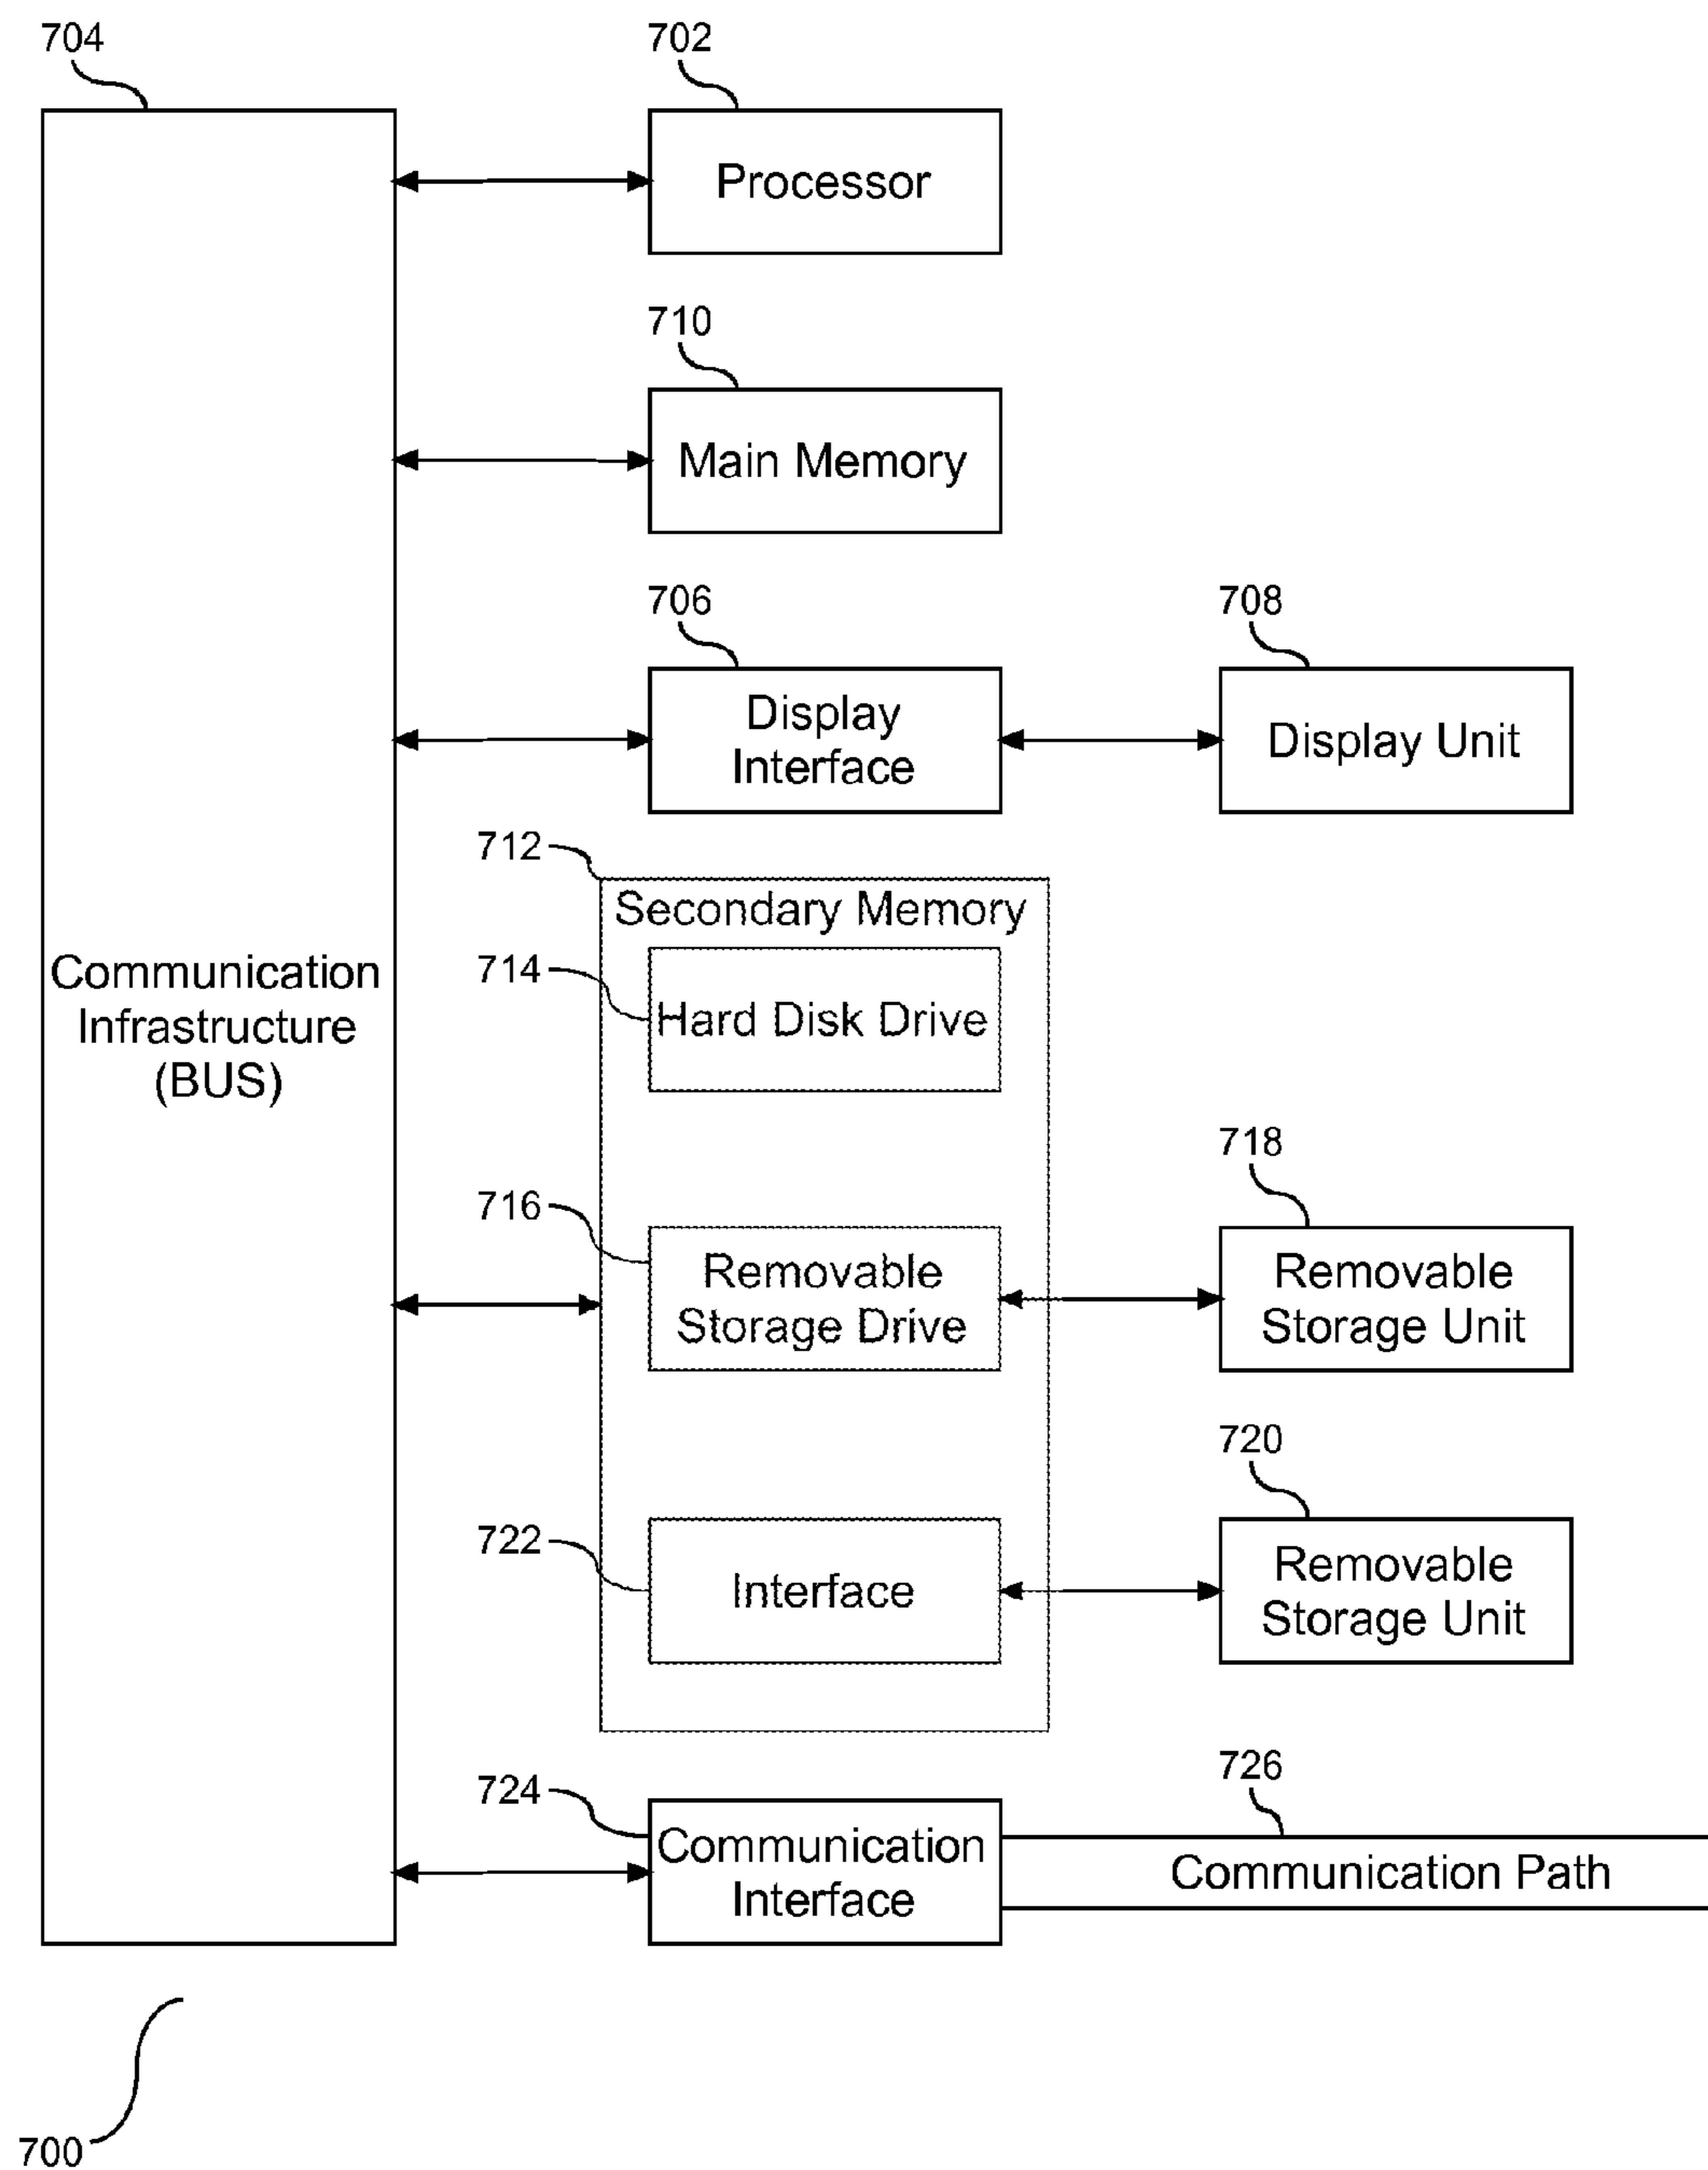 704
702
Processor
710
Main Memory
706
708
Display
Interface
Display Unit
712
Secondary Memory
714
Hard Disk Drive
Communication
Infrastructure
(BUS)
718
716
Removable
Storage Drive
Removable
Storage Unit
720
722
Interface
Removable
Storage Unit
724
726
Communication
Interface
Communication Path
700